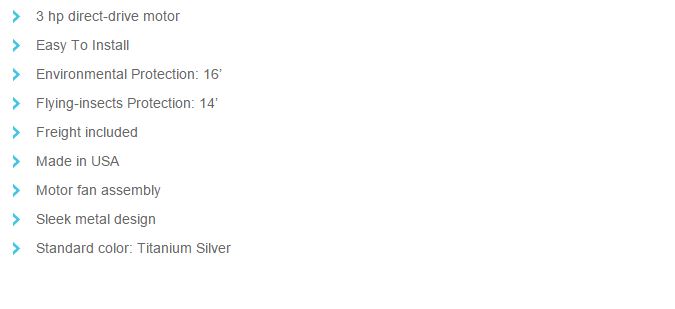 3 hp direct-drive motor
Easy To Install
Environmental Protection: 16’
Flying-insects Protection: 14’
Freight included
Made in USA
Motor fan assembly
Sleek metal design
Standard color: Titanium Silver